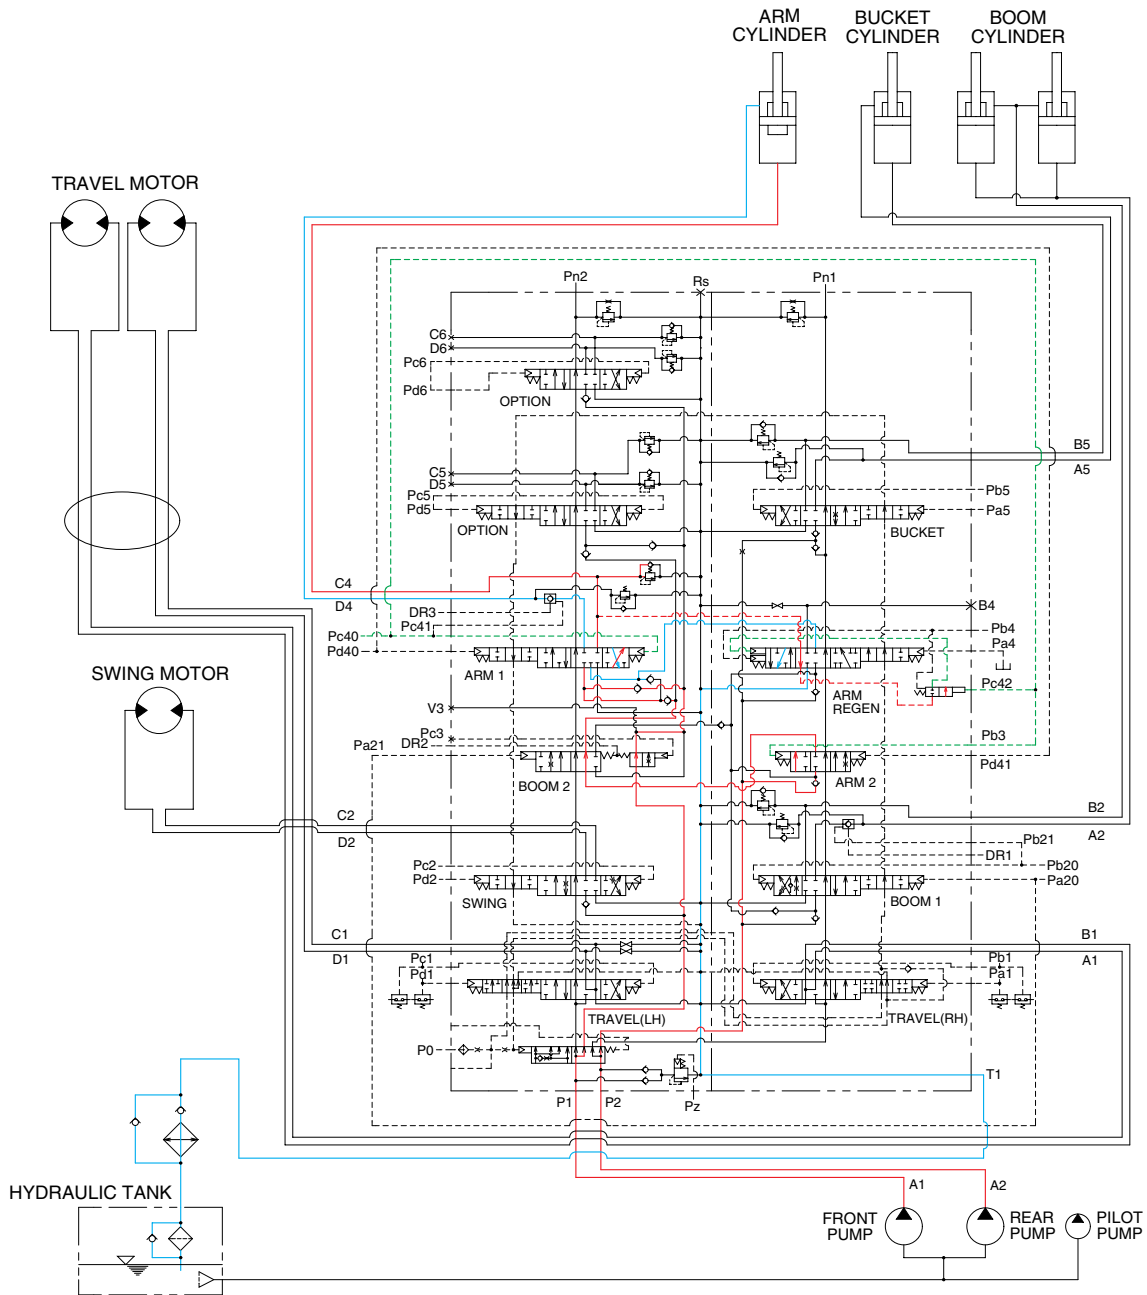 ARM
CYLINDER
BUCKET
CYLINDER
BOOM
CYLINDER
TRAVEL MOTOR
Pn2
Rs
Pn1
C6
D6
Pc6
Pd6
OPTION
B5
A5
C5
D5
Pc5
Pd5
OPTION
Pb5
Pa5
BUCKET
C4
D4
DR3
Pc41
Pc40
Pd40
ARM 1
B4
Pb4
Pa4
Pc42
ARM
REGEN
SWING MOTOR
V3
Pc3
DR2
Pa21
BOOM 2
Pb3
Pd41
ARM 2
C2
D2
B2
A2
Pb21
DR1
Pc2
Pd2
SWING
Pb20
Pa20
BOOM 1
C1
D1
B1
A1
Pc1
Pd1
TRAVEL(LH)
Pb1
Pa1
TRAVEL(RH)
P0
T1
P1
P2
Pz
HYDRAULIC TANK
A1
A2
FRONT
PUMP
REAR
PUMP
PILOT
PUMP